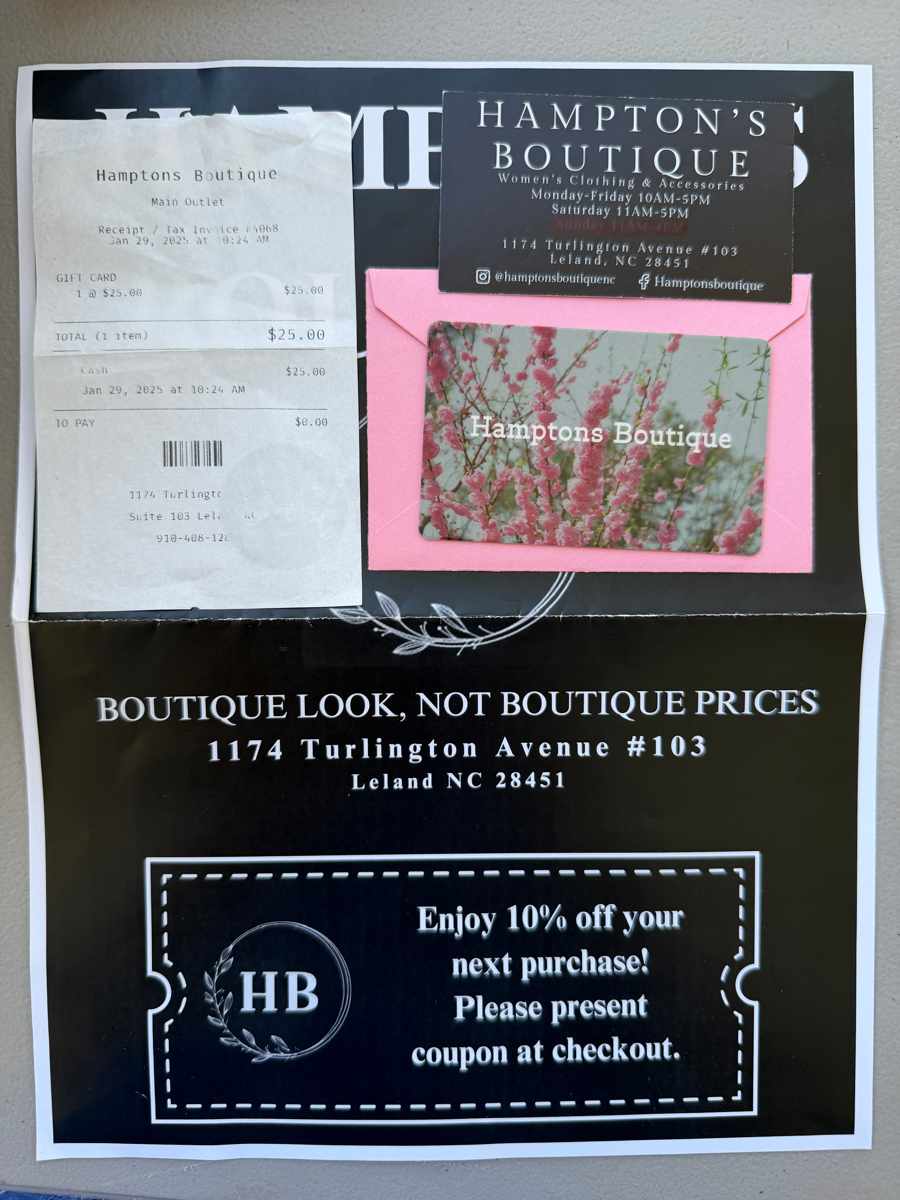 HAMP
S
Hamptons Boutique
Main Outlet
Receipt / Tax Invoice #4068
Jan 29, 2025 at 10:24 AM
GIFT CARD
1 @ $25.00 $25.00
TOTAL (1 item) $25.00
Cash $25.00
Jan 29, 2025 at 10:24 AM
TO PAY $0.00
1174 Turlingto
Suite 103
910-408-12
HAMPTON'S
BOUTIQUE
Women's Clothing & Accessories
Monday-Friday 10AM-5PM
Saturday 11AM-5PM
Sunday 11AM-4PM
1174 Turlington Avenue #103
Leland, NC 28451
@hamptonsboutiquenc Hamptonsboutique
Hamptons Boutique
BOUTIQUE LOOK, NOT BOUTIQUE PRICES
1174 Turlington Avenue #103
Leland NC 28451
HB
Enjoy 10% off your
next purchase!
Please present
coupon at checkout.